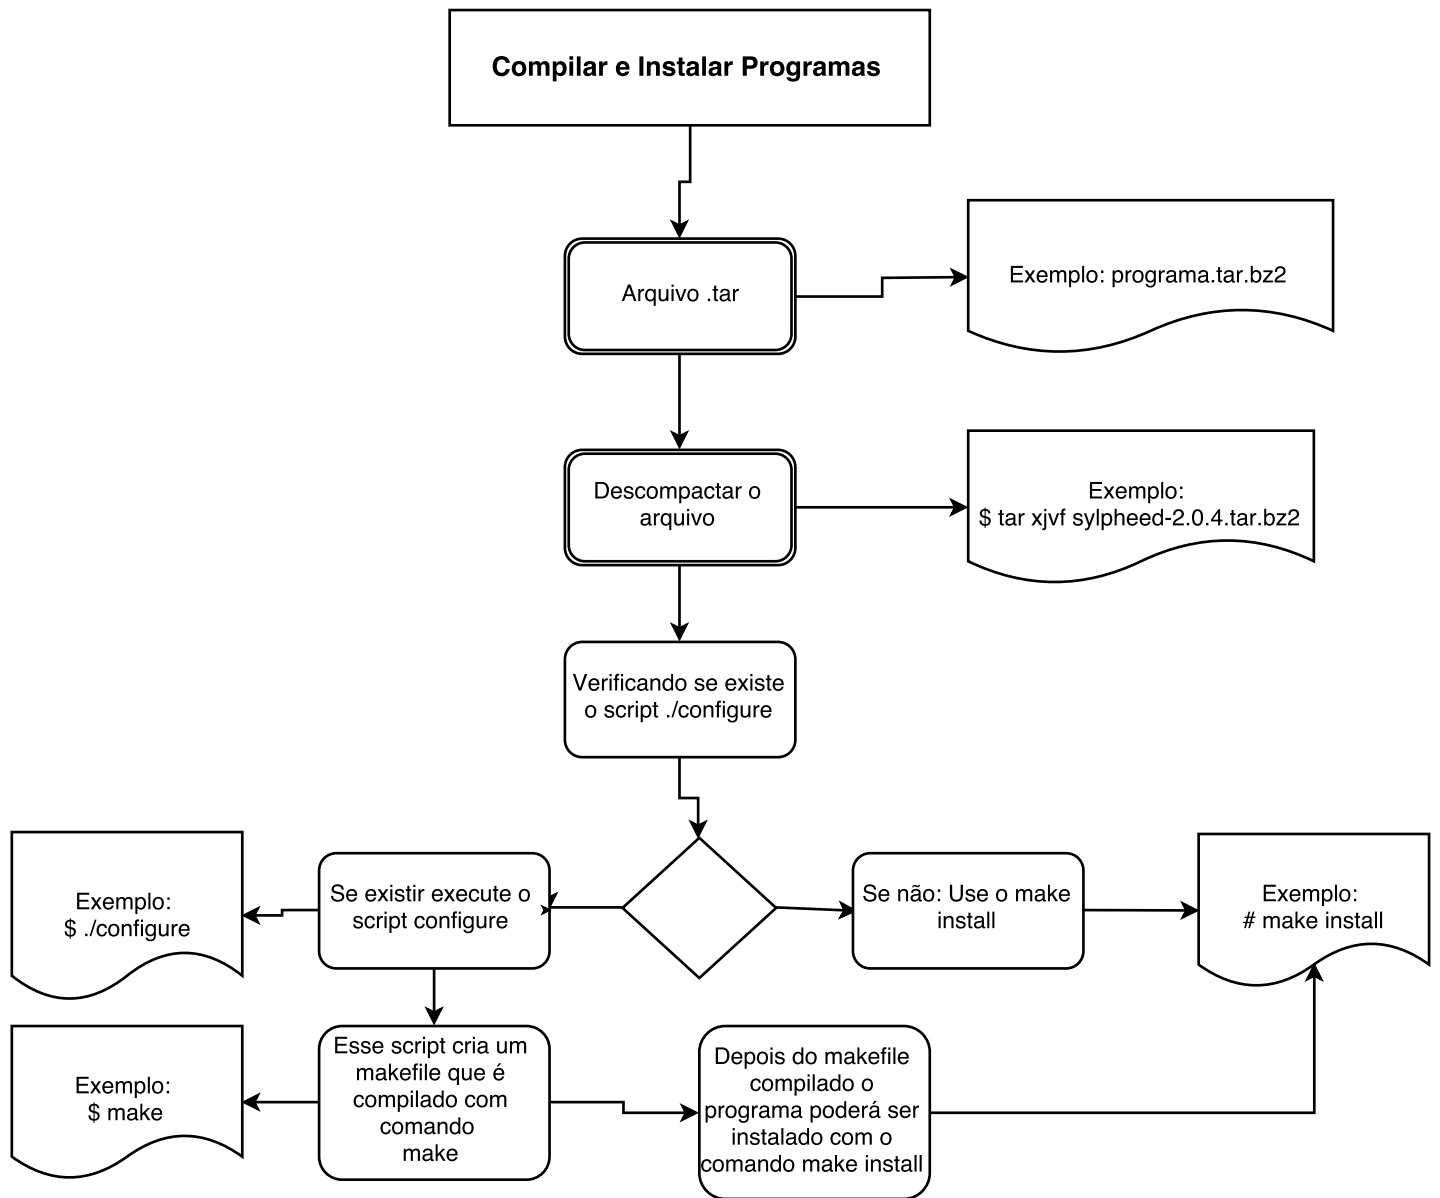 Compilar e Instalar Programas
Arquivo .tar
Exemplo: programa.tar.bz2
Descompactar o
arquivo
Exemplo:
$ tar xjvf sylpheed-2.0.4.tar.bz2
Verificando se existe
o script ./configure
Exemplo:
$ ./configure
Se existir execute o
script configure
Se não: Use o make
install
Exemplo:
# make install
Exemplo:
$ make
Esse script cria um
makefile que é
compilado com
comando
make
Depois do makefile
compilado o
programa poderá ser
instalado com o
comando make install